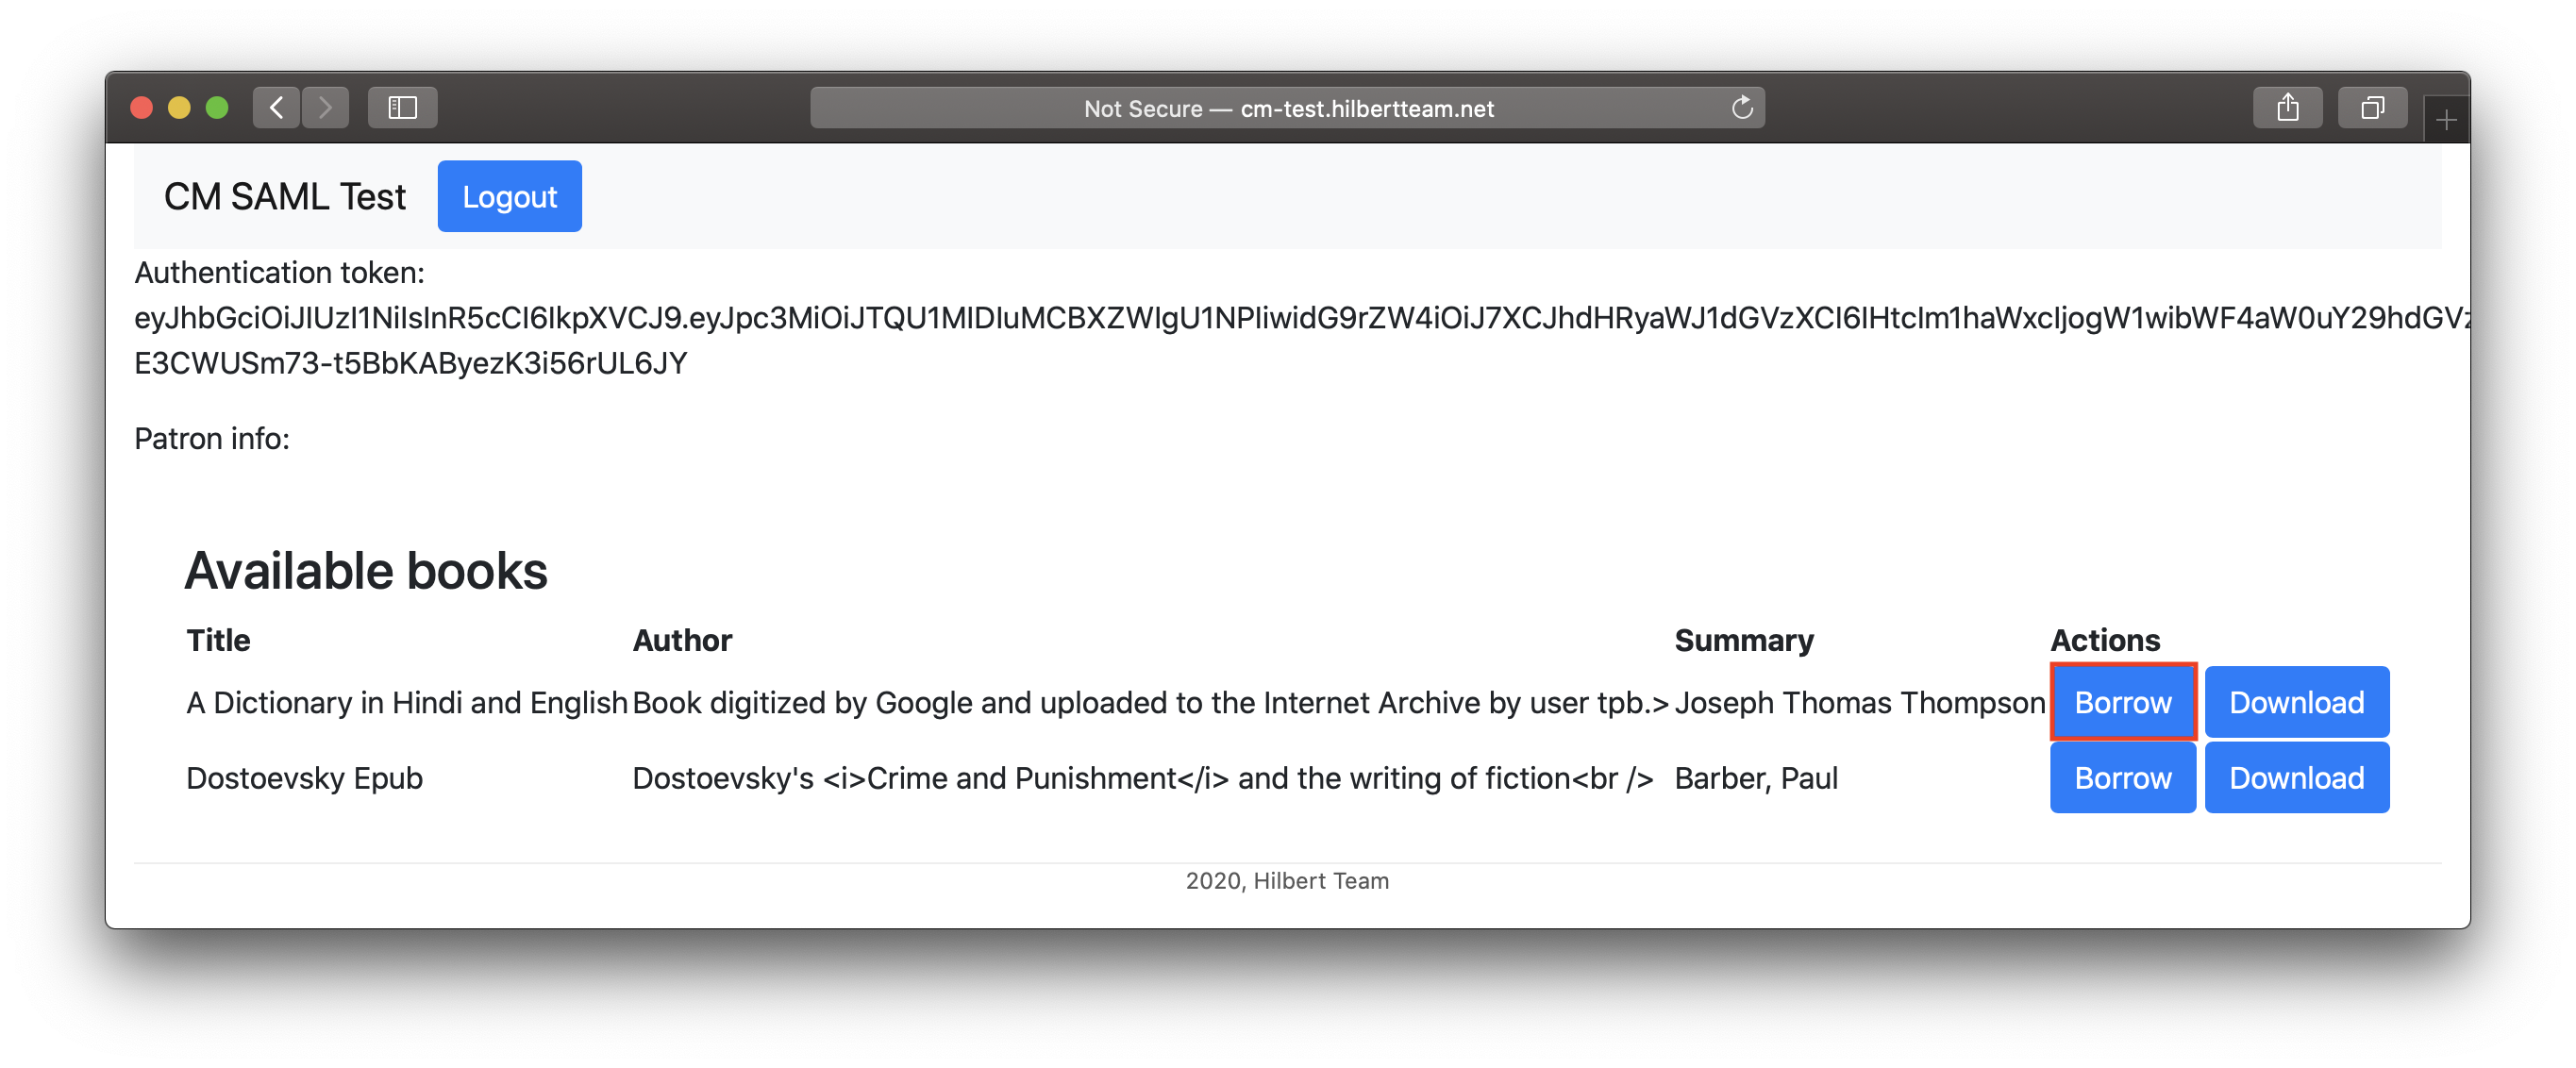 Not Secure — cm-test.hilbertteam.net
CM SAML Test Logout
Authentication token:
eyJhbGciOiJIUzI1NiIsInR5cCI6IkpXVCJ9.eyJpc3MiOiJTQU1MIDIuMCBXZWIgU1NPIiwidG9rZW4iOiJ7XCJhdHRyaWJ1dGVzXCI6IHtcIm1haWxcIjogW1wibWF4aW0uY29hdGVz
E3CWUSm73-t5BbKAByezK3i56rUL6JY
Patron info:
Available books
Title Author Summary Actions
A Dictionary in Hindi and English Book digitized by Google and uploaded to the Internet Archive by user tpb.> Joseph Thomas Thompson Borrow Download
Dostoevsky Epub Dostoevsky's <i>Crime and Punishment</i> and the writing of fiction<br /> Barber, Paul Borrow Download
2020, Hilbert Team